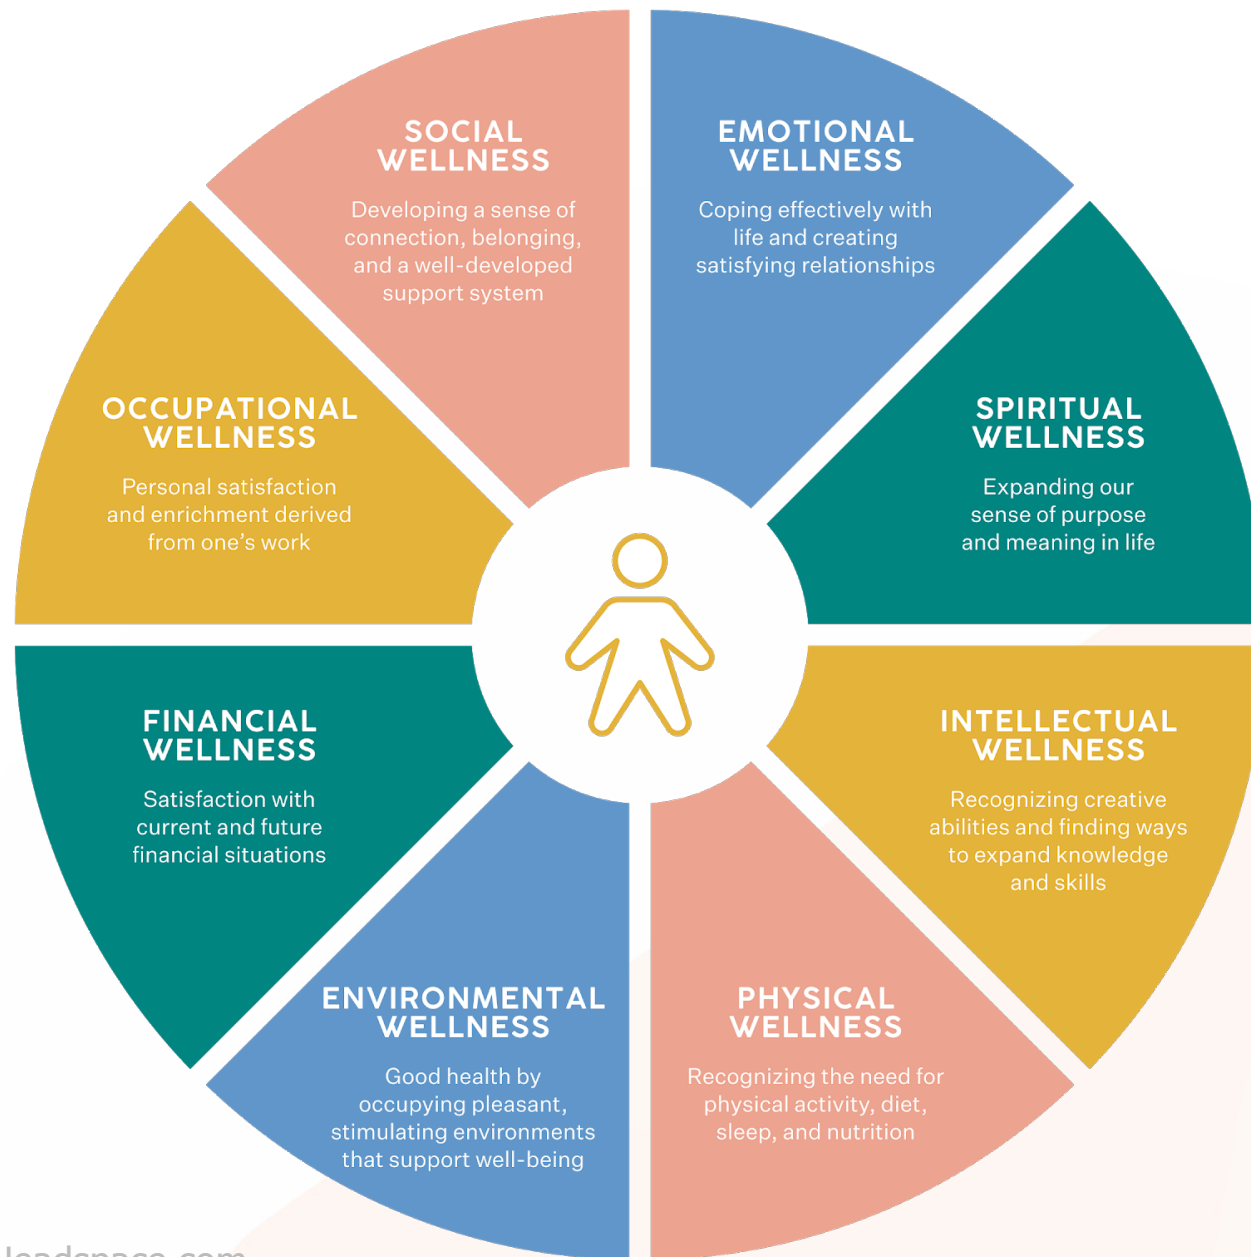 SOCIAL
WELLNESS
Developing a sense of
connection, belonging,
and a well-developed
support system
EMOTIONAL
WELLNESS
Coping effectively with
life and creating
satisfying relationships
SPIRITUAL
WELLNESS
Expanding our
sense of purpose
and meaning in life
INTELLECTUAL
WELLNESS
Recognizing creative
abilities and finding ways
to expand knowledge
and skills
PHYSICAL
WELLNESS
Recognizing the need for
physical activity, diet,
sleep, and nutrition
ENVIRONMENTAL
WELLNESS
Good health by
occupying pleasant,
stimulating environments
that support well-being
FINANCIAL
WELLNESS
Satisfaction with
current and future
financial situations
OCCUPATIONAL
WELLNESS
Personal satisfaction
and enrichment derived
from one’s work